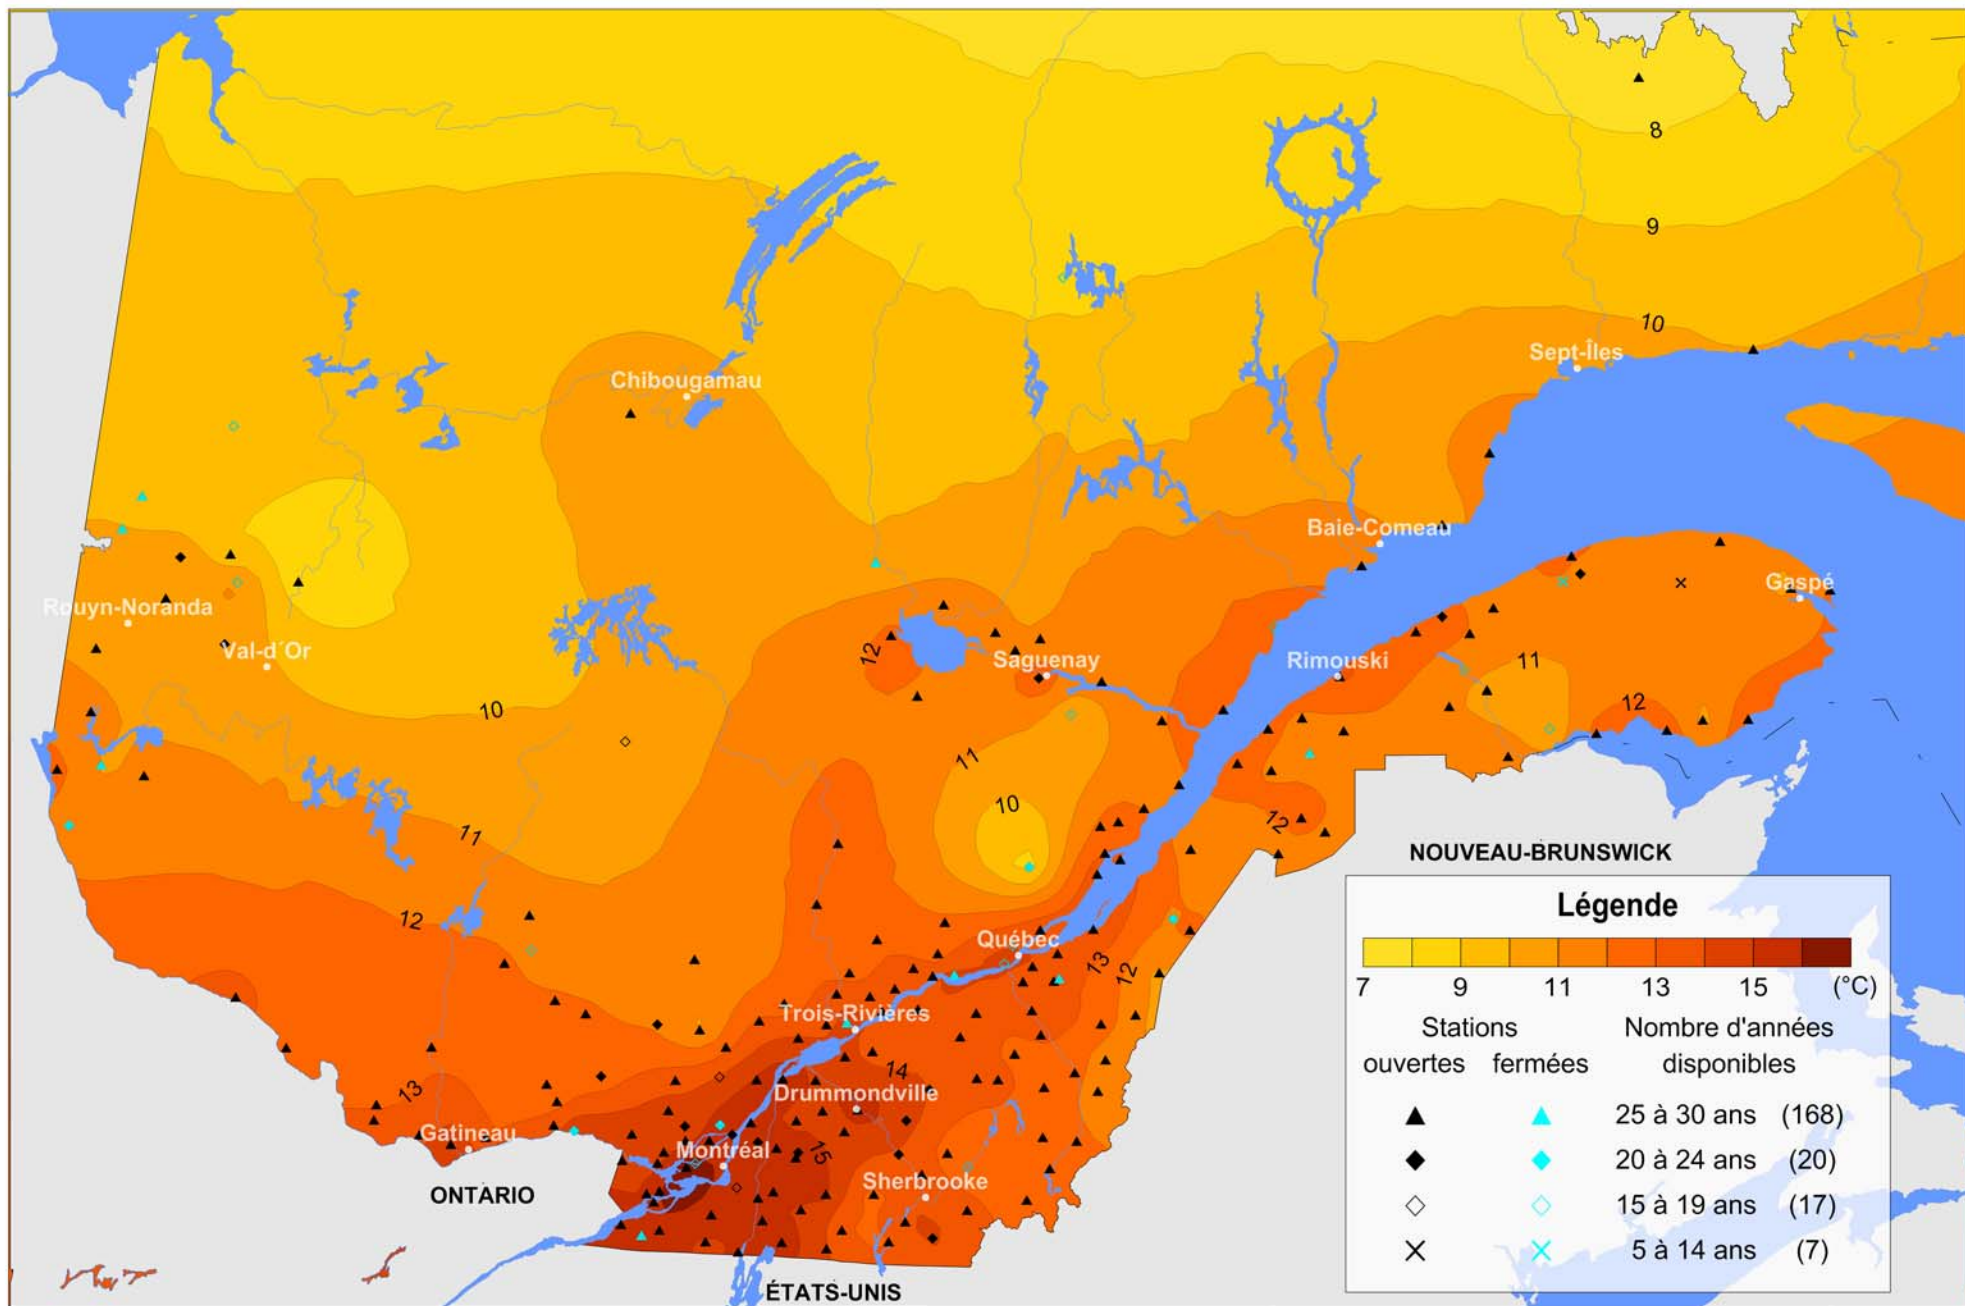 8
9
10
Sept-Îles
Chibougamau
Baie-Comeau
Gaspé
Rouyn-Noranda
Val-d'Or
12
Saguenay
Rimouski
11
12
10
11
10
12
11
NOUVEAU-BRUNSWICK
12
Québec
13
12
Trois-Rivières
14
13
Drummondville
Gatineau
Montréal
15
Sherbrooke
ONTARIO
ÉTATS-UNIS
Légende
7 9 11 13 15 (°C)
Stations Nombre d'années
ouvertes fermées disponibles
25 à 30 ans (168)
20 à 24 ans (20)
15 à 19 ans (17)
5 à 14 ans (7)